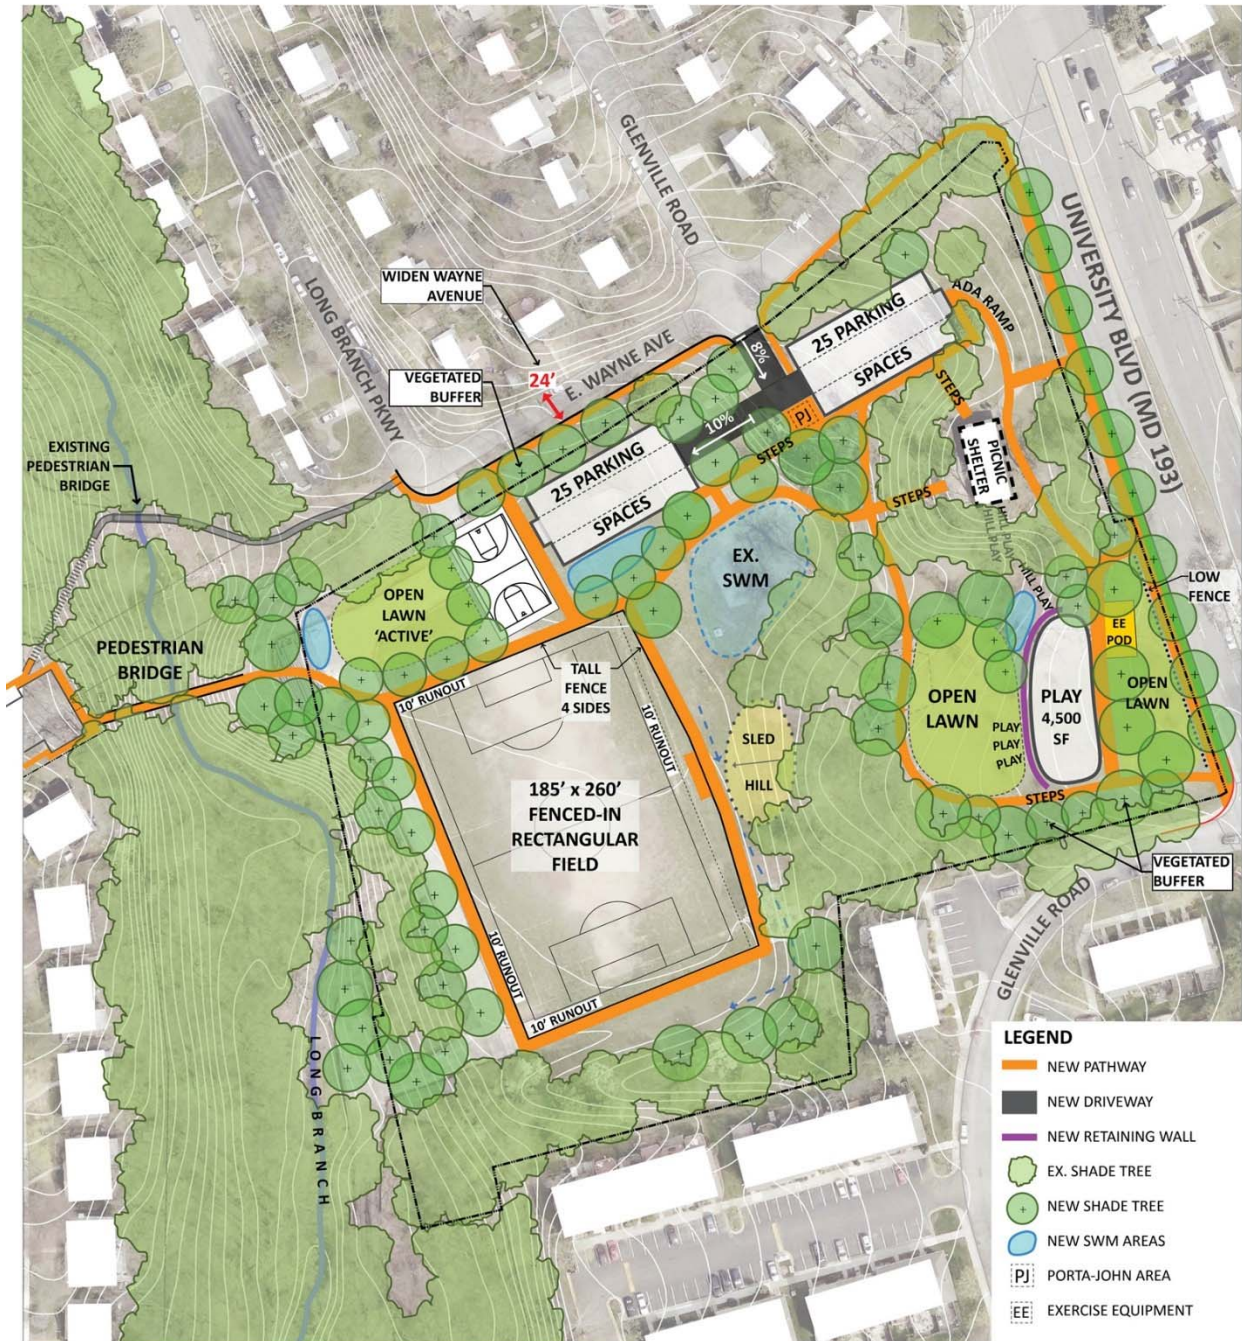 GLENVILLE ROAD
UNIVERSITY BLVD (MD 193)
LONG BRANCH PKWY
WIDEN WAYNE
AVENUE
E. WAYNE AVE
24'
VEGETATED
BUFFER
8%
10%
25 PARKING
SPACES
ADA RAMP
PJ
STEPS
STEPS
STEPS
PICNIC
SHELTER
HILL PLAY
HILL PLAY
HILL PLAY
25 PARKING
SPACES
EXISTING
PEDESTRIAN
BRIDGE
EX.
SWM
OPEN
LAWN
'ACTIVE'
PEDESTRIAN
BRIDGE
LOW
FENCE
EE
POD
OPEN
LAWN
PLAY
4,500
SF
OPEN
LAWN
PLAY
PLAY
PLAY
STEPS
TALL
FENCE
4 SIDES
10' RUNOUT
10' RUNOUT
10' RUNOUT
10' RUNOUT
SLED
HILL
185' x 260'
FENCED-IN
RECTANGULAR
FIELD
VEGETATED
BUFFER
GLENVILLE ROAD
LONG BRANCH
LEGEND
NEW PATHWAY
NEW DRIVEWAY
NEW RETAINING WALL
EX. SHADE TREE
NEW SHADE TREE
NEW SWM AREAS
PJ PORTA-JOHN AREA
EE EXERCISE EQUIPMENT